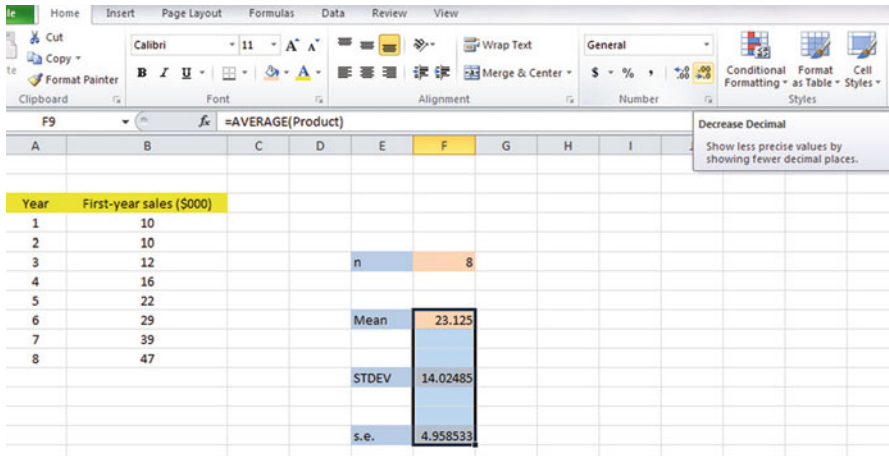 Home Insert Page Layout Formulas Data Review View
Cut
Copy
Format Painter
Clipboard
Calibri 11 A A
B I U A
Font
Wrap Text
Merge & Center
Alignment
General
$ % ,
Number
Conditional Formatting
Format as Table
Cell Styles
Styles
F9 fx =AVERAGE(Product)
Decrease Decimal
Show less precise values by
showing fewer decimal places.
A B C D E F G H I
Year First-year sales ($000)
1 10
2 10
3 12 n 8
4 16
5 22
6 29 Mean 23.125
7 39
8 47
STDEV 14.02485
s.e. 4.958533